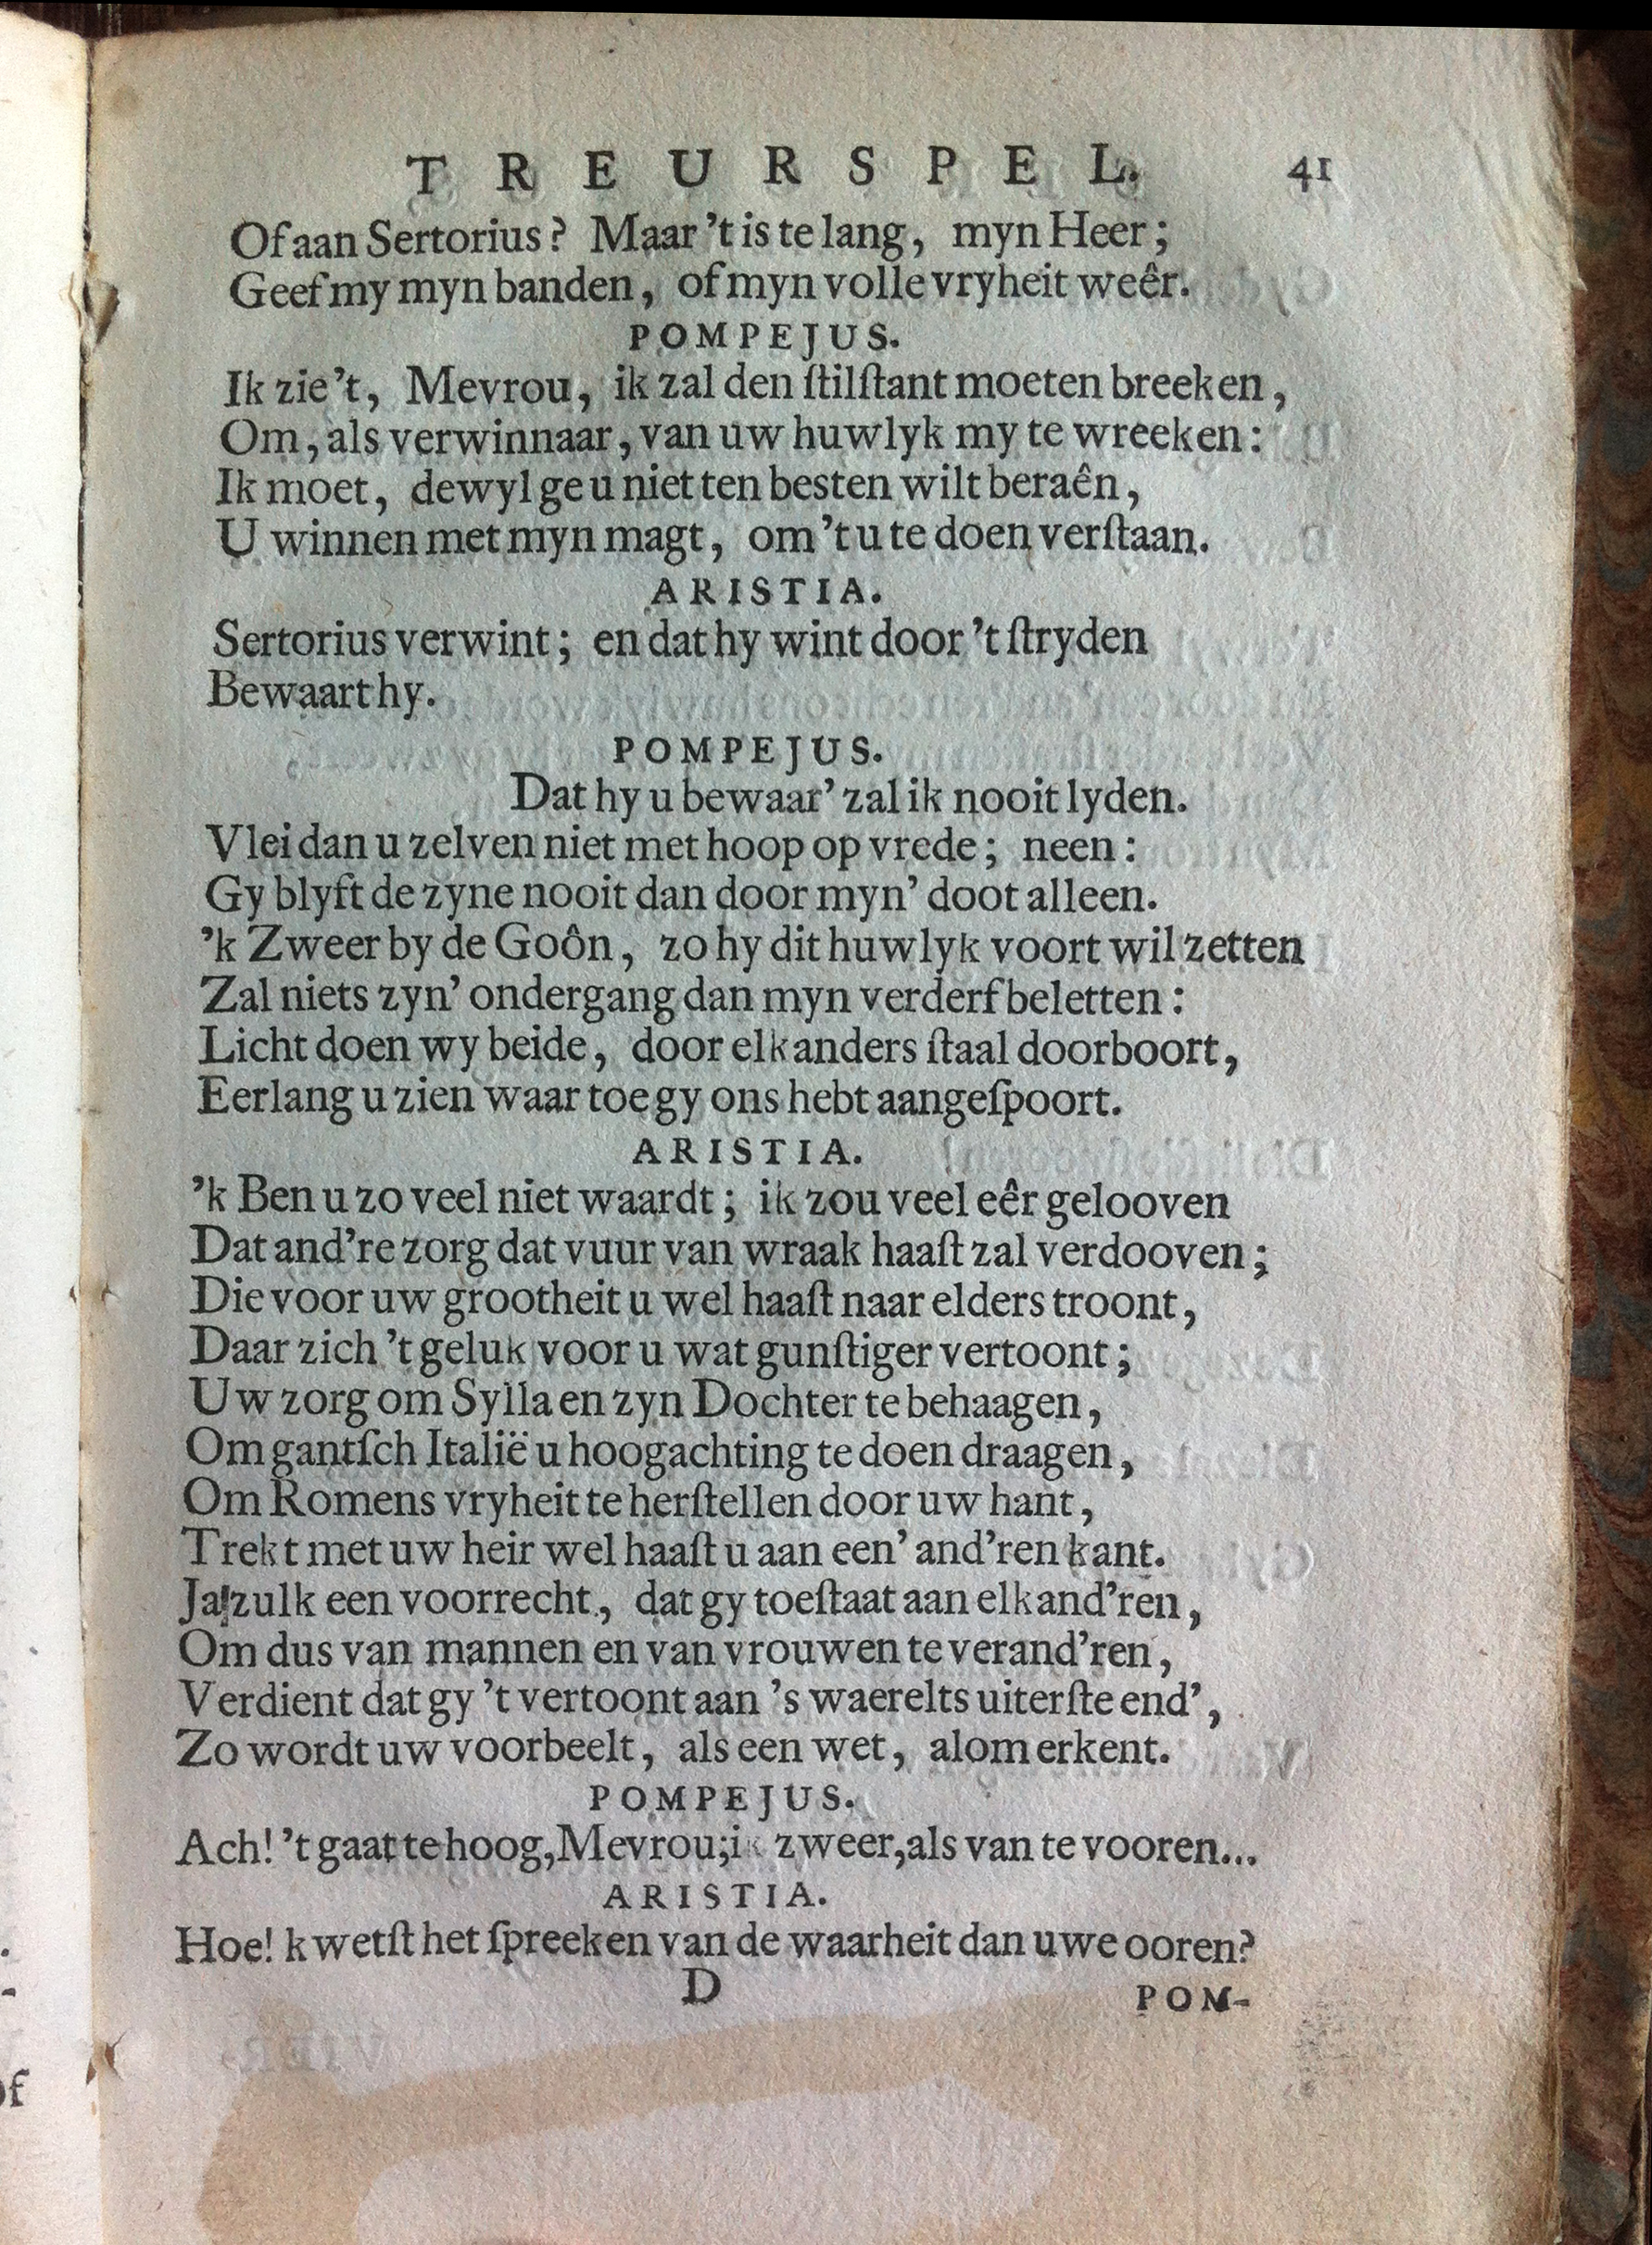 TREURSPEL. 41
Of aan Sertorius? Maar 't is te lang, myn Heer;
Geef my myn banden, of myn volle vryheit weêr.
POMPEJUS.
Ik zie 't, Mevrou, ik zal den ſtilſtant moeten breeken,
Om, als verwinnaar, van uw huwlyk my te wreeken:
Ik moet, dewyl ge u niet ten besten wilt beraên,
U winnen met myn magt, om 't u te doen verſtaan.
ARISTIA.
Sertorius verwint; en dat hy wint door 't ſtryden
Bewaart hy.
POMPEJUS.
Dat hy u bewaar' zal ik nooit lyden.
Vlei dan u zelven niet met hoop op vrede; neen:
Gy blyft de zyne nooit dan door myn' doot alleen.
'k Zweer by de Goôn, zo hy dit huwlyk voort wil zetten
Zal niets zyn' ondergang dan myn verderf beletten:
Licht doen wy beide, door elkanders ſtaal doorboort,
Eerlang u zien waar toe gy ons hebt aangeſpoort.
ARISTIA.
'k Ben u zo veel niet waardt; ik zou veel eêr gelooven
Dat and're zorg dat vuur van wraak haaſt zal verdooven;
Die voor uw grootheit u wel haaſt naar elders troont,
Daar zich 't geluk voor u wat gunſtiger vertoont;
Uw zorg om Sylla en zyn Dochter te behaagen,
Om gantſch Italië u hoogachting te doen draagen,
Om Romens vryheit te herſtellen door uw hant,
Trekt met uw heir wel haaſt u aan een' and'ren kant.
Ja! zulk een voorrecht, dat gy toeſtaat aan elkand'ren,
Om dus van mannen en van vrouwen te verand'ren,
Verdient dat gy 't vertoont aan 's waerelts uiterſte end',
Zo wordt uw voorbeelt, als een wet, alom erkent.
POMPEJUS.
Ach! 't gaat te hoog, Mevrou; ik zweer, als van te vooren...
ARISTIA.
Hoe! kwetſt het ſpreeken van de waarheit dan uwe ooren?
D POM-